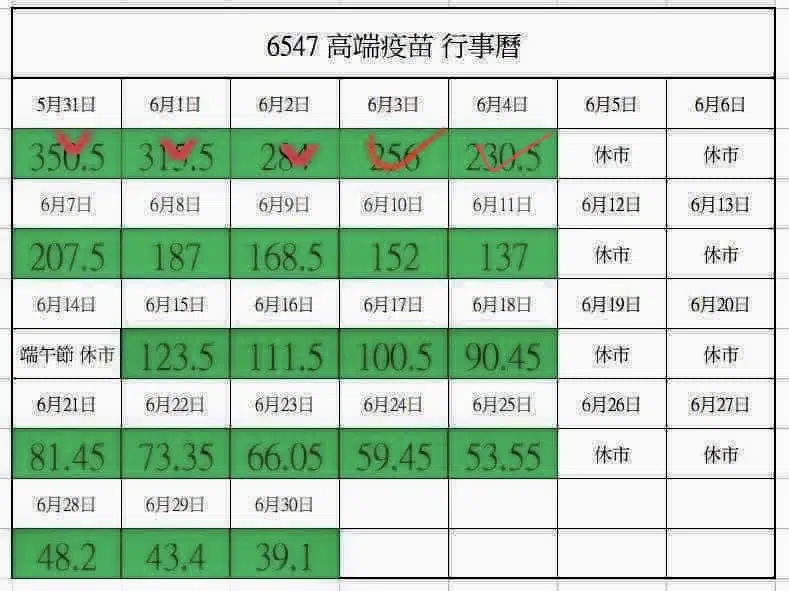 6547 高端疫苗 行事曆
5月31日 6月1日 6月2日 6月3日 6月4日 6月5日 6月6日
350.5 315.5 284 256 230.5 休市 休市
6月7日 6月8日 6月9日 6月10日 6月11日 6月12日 6月13日
207.5 187 168.5 152 137 休市 休市
6月14日 6月15日 6月16日 6月17日 6月18日 6月19日 6月20日
端午節 休市 123.5 111.5 100.5 90.45 休市 休市
6月21日 6月22日 6月23日 6月24日 6月25日 6月26日 6月27日
81.45 73.35 66.05 59.45 53.55 休市 休市
6月28日 6月29日 6月30日
48.2 43.4 39.1